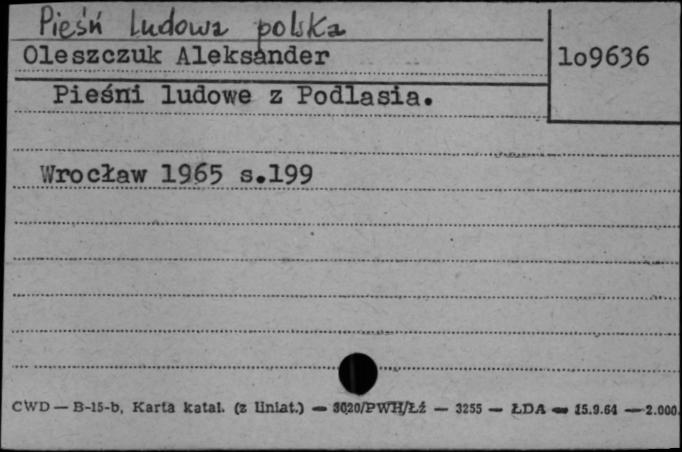 Pieśń ludowa polska
Oleszczuk Aleksander
1o9636
Pieśni ludowe z Podlasia.
Wrocław 1965 s.199
CWD — B-15-b, Karta katal. (z liniat.) — 3020/PWH/Łź — 3255 — ŁDA — 15.9.64 — 2.000.